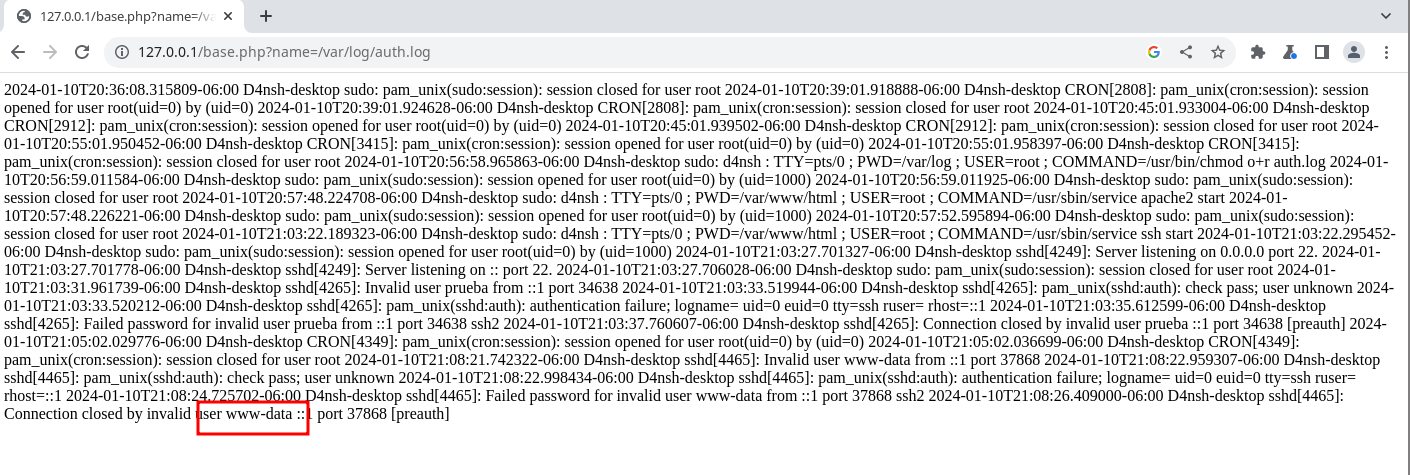 127.0.0.1/base.php?name=/va
127.0.0.1/base.php?name=/var/log/auth.log
2024-01-10T20:36:08.315809-06:00 D4nsh-desktop sudo: pam_unix(sudo:session): session closed for user root 2024-01-10T20:39:01.918888-06:00 D4nsh-desktop CRON[2808]: pam_unix(cron:session): session
opened for user root(uid=0) by (uid=0) 2024-01-10T20:39:01.924628-06:00 D4nsh-desktop CRON[2808]: pam_unix(cron:session): session closed for user root 2024-01-10T20:45:01.933004-06:00 D4nsh-desktop
CRON[2912]: pam_unix(cron:session): session opened for user root(uid=0) by (uid=0) 2024-01-10T20:45:01.939502-06:00 D4nsh-desktop CRON[2912]: pam_unix(cron:session): session closed for user root 2024-
01-10T20:55:01.950452-06:00 D4nsh-desktop CRON[3415]: pam_unix(cron:session): session opened for user root(uid=0) by (uid=0) 2024-01-10T20:55:01.958397-06:00 D4nsh-desktop CRON[3415]:
pam_unix(cron:session): session closed for user root 2024-01-10T20:56:58.965863-06:00 D4nsh-desktop sudo: d4nsh : TTY=pts/0 ; PWD=/var/log ; USER=root ; COMMAND=/usr/bin/chmod o+r auth.log 2024-01-
10T20:56:59.011584-06:00 D4nsh-desktop sudo: pam_unix(sudo:session): session opened for user root(uid=0) by (uid=1000) 2024-01-10T20:56:59.011925-06:00 D4nsh-desktop sudo: pam_unix(sudo:session):
session closed for user root 2024-01-10T20:57:48.224708-06:00 D4nsh-desktop sudo: d4nsh : TTY=pts/0 ; PWD=/var/www/html ; USER=root ; COMMAND=/usr/sbin/service apache2 start 2024-01-
10T20:57:48.226221-06:00 D4nsh-desktop sudo: pam_unix(sudo:session): session opened for user root(uid=0) by (uid=1000) 2024-01-10T20:57:52.595894-06:00 D4nsh-desktop sudo: pam_unix(sudo:session):
session closed for user root 2024-01-10T21:03:22.189323-06:00 D4nsh-desktop sudo: d4nsh : TTY=pts/0 ; PWD=/var/www/html ; USER=root ; COMMAND=/usr/sbin/service ssh start 2024-01-10T21:03:22.295452-
06:00 D4nsh-desktop sudo: pam_unix(sudo:session): session opened for user root(uid=0) by (uid=1000) 2024-01-10T21:03:27.701327-06:00 D4nsh-desktop sshd[4249]: Server listening on 0.0.0.0 port 22. 2024-01-
10T21:03:27.701778-06:00 D4nsh-desktop sshd[4249]: Server listening on :: port 22. 2024-01-10T21:03:27.706028-06:00 D4nsh-desktop sudo: pam_unix(sudo:session): session closed for user root 2024-01-
10T21:03:31.961739-06:00 D4nsh-desktop sshd[4265]: Invalid user prueba from ::1 port 34638 2024-01-10T21:03:33.519944-06:00 D4nsh-desktop sshd[4265]: pam_unix(sshd:auth): check pass; user unknown 2024-
01-10T21:03:33.520212-06:00 D4nsh-desktop sshd[4265]: pam_unix(sshd:auth): authentication failure; logname= uid=0 euid=0 tty=ssh ruser= rhost=::1 2024-01-10T21:03:35.612599-06:00 D4nsh-desktop
sshd[4265]: Failed password for invalid user prueba from ::1 port 34638 ssh2 2024-01-10T21:03:37.760607-06:00 D4nsh-desktop sshd[4265]: Connection closed by invalid user prueba ::1 port 34638 [preauth] 2024-
01-10T21:05:02.029776-06:00 D4nsh-desktop CRON[4349]: pam_unix(cron:session): session opened for user root(uid=0) by (uid=0) 2024-01-10T21:05:02.036699-06:00 D4nsh-desktop CRON[4349]:
pam_unix(cron:session): session closed for user root 2024-01-10T21:08:21.742322-06:00 D4nsh-desktop sshd[4465]: Invalid user www-data from ::1 port 37868 2024-01-10T21:08:22.959307-06:00 D4nsh-desktop
sshd[4465]: pam_unix(sshd:auth): check pass; user unknown 2024-01-10T21:08:22.998434-06:00 D4nsh-desktop sshd[4465]: pam_unix(sshd:auth): authentication failure; logname= uid=0 euid=0 tty=ssh ruser=
rhost=::1 2024-01-10T21:08:24.725702-06:00 D4nsh-desktop sshd[4465]: Failed password for invalid user www-data from ::1 port 37868 ssh2 2024-01-10T21:08:26.409000-06:00 D4nsh-desktop sshd[4465]:
Connection closed by invalid user www-data ::1 port 37868 [preauth]